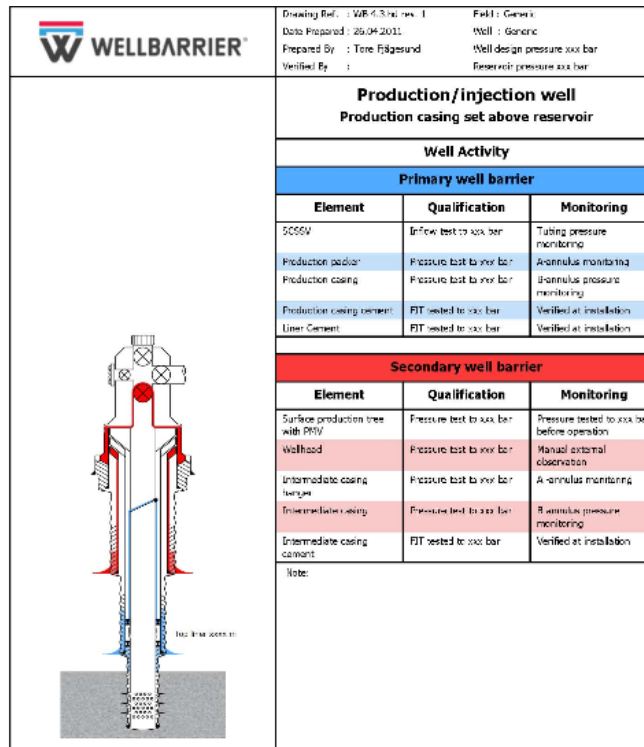 WELLBARRIER®
Drawing Ref. : WB 4.3.hd rev. 1
Field : Generic
Date Prepared : 26.04.2011
Well : Generic
Prepared By : Tore Fjågesund
Well design pressure xxx bar
Verified By :
Reservoir pressure xxx bar
Production/injection well
Production casing set above reservoir
Well Activity
Primary well barrier
Element Qualification Monitoring
SCSSV Inflow test to xxx bar Tubing pressure
monitoring
Production packer Pressure test to xxx bar A-annulus monitoring
Production casing Pressure test to xxx bar B-annulus pressure
monitoring
Production casing cement FIT tested to xxx bar Verified at installation
Liner Cement FIT tested to xxx bar Verified at installation
Secondary well barrier
Element Qualification Monitoring
Surface production tree Pressure test to xxx bar Pressure tested to xxx ba
with PMV before operation
Wellhead Pressure test to xxx bar Manual external
observation
Intermediate casing Pressure test to xxx bar A -annulus monitoring
hanger
Intermediate casing Pressure test to xxx bar B annulus pressure
monitoring
Intermediate casing FIT tested to xxx bar Verified at installation
cement
Note:
Top liner xxxx m